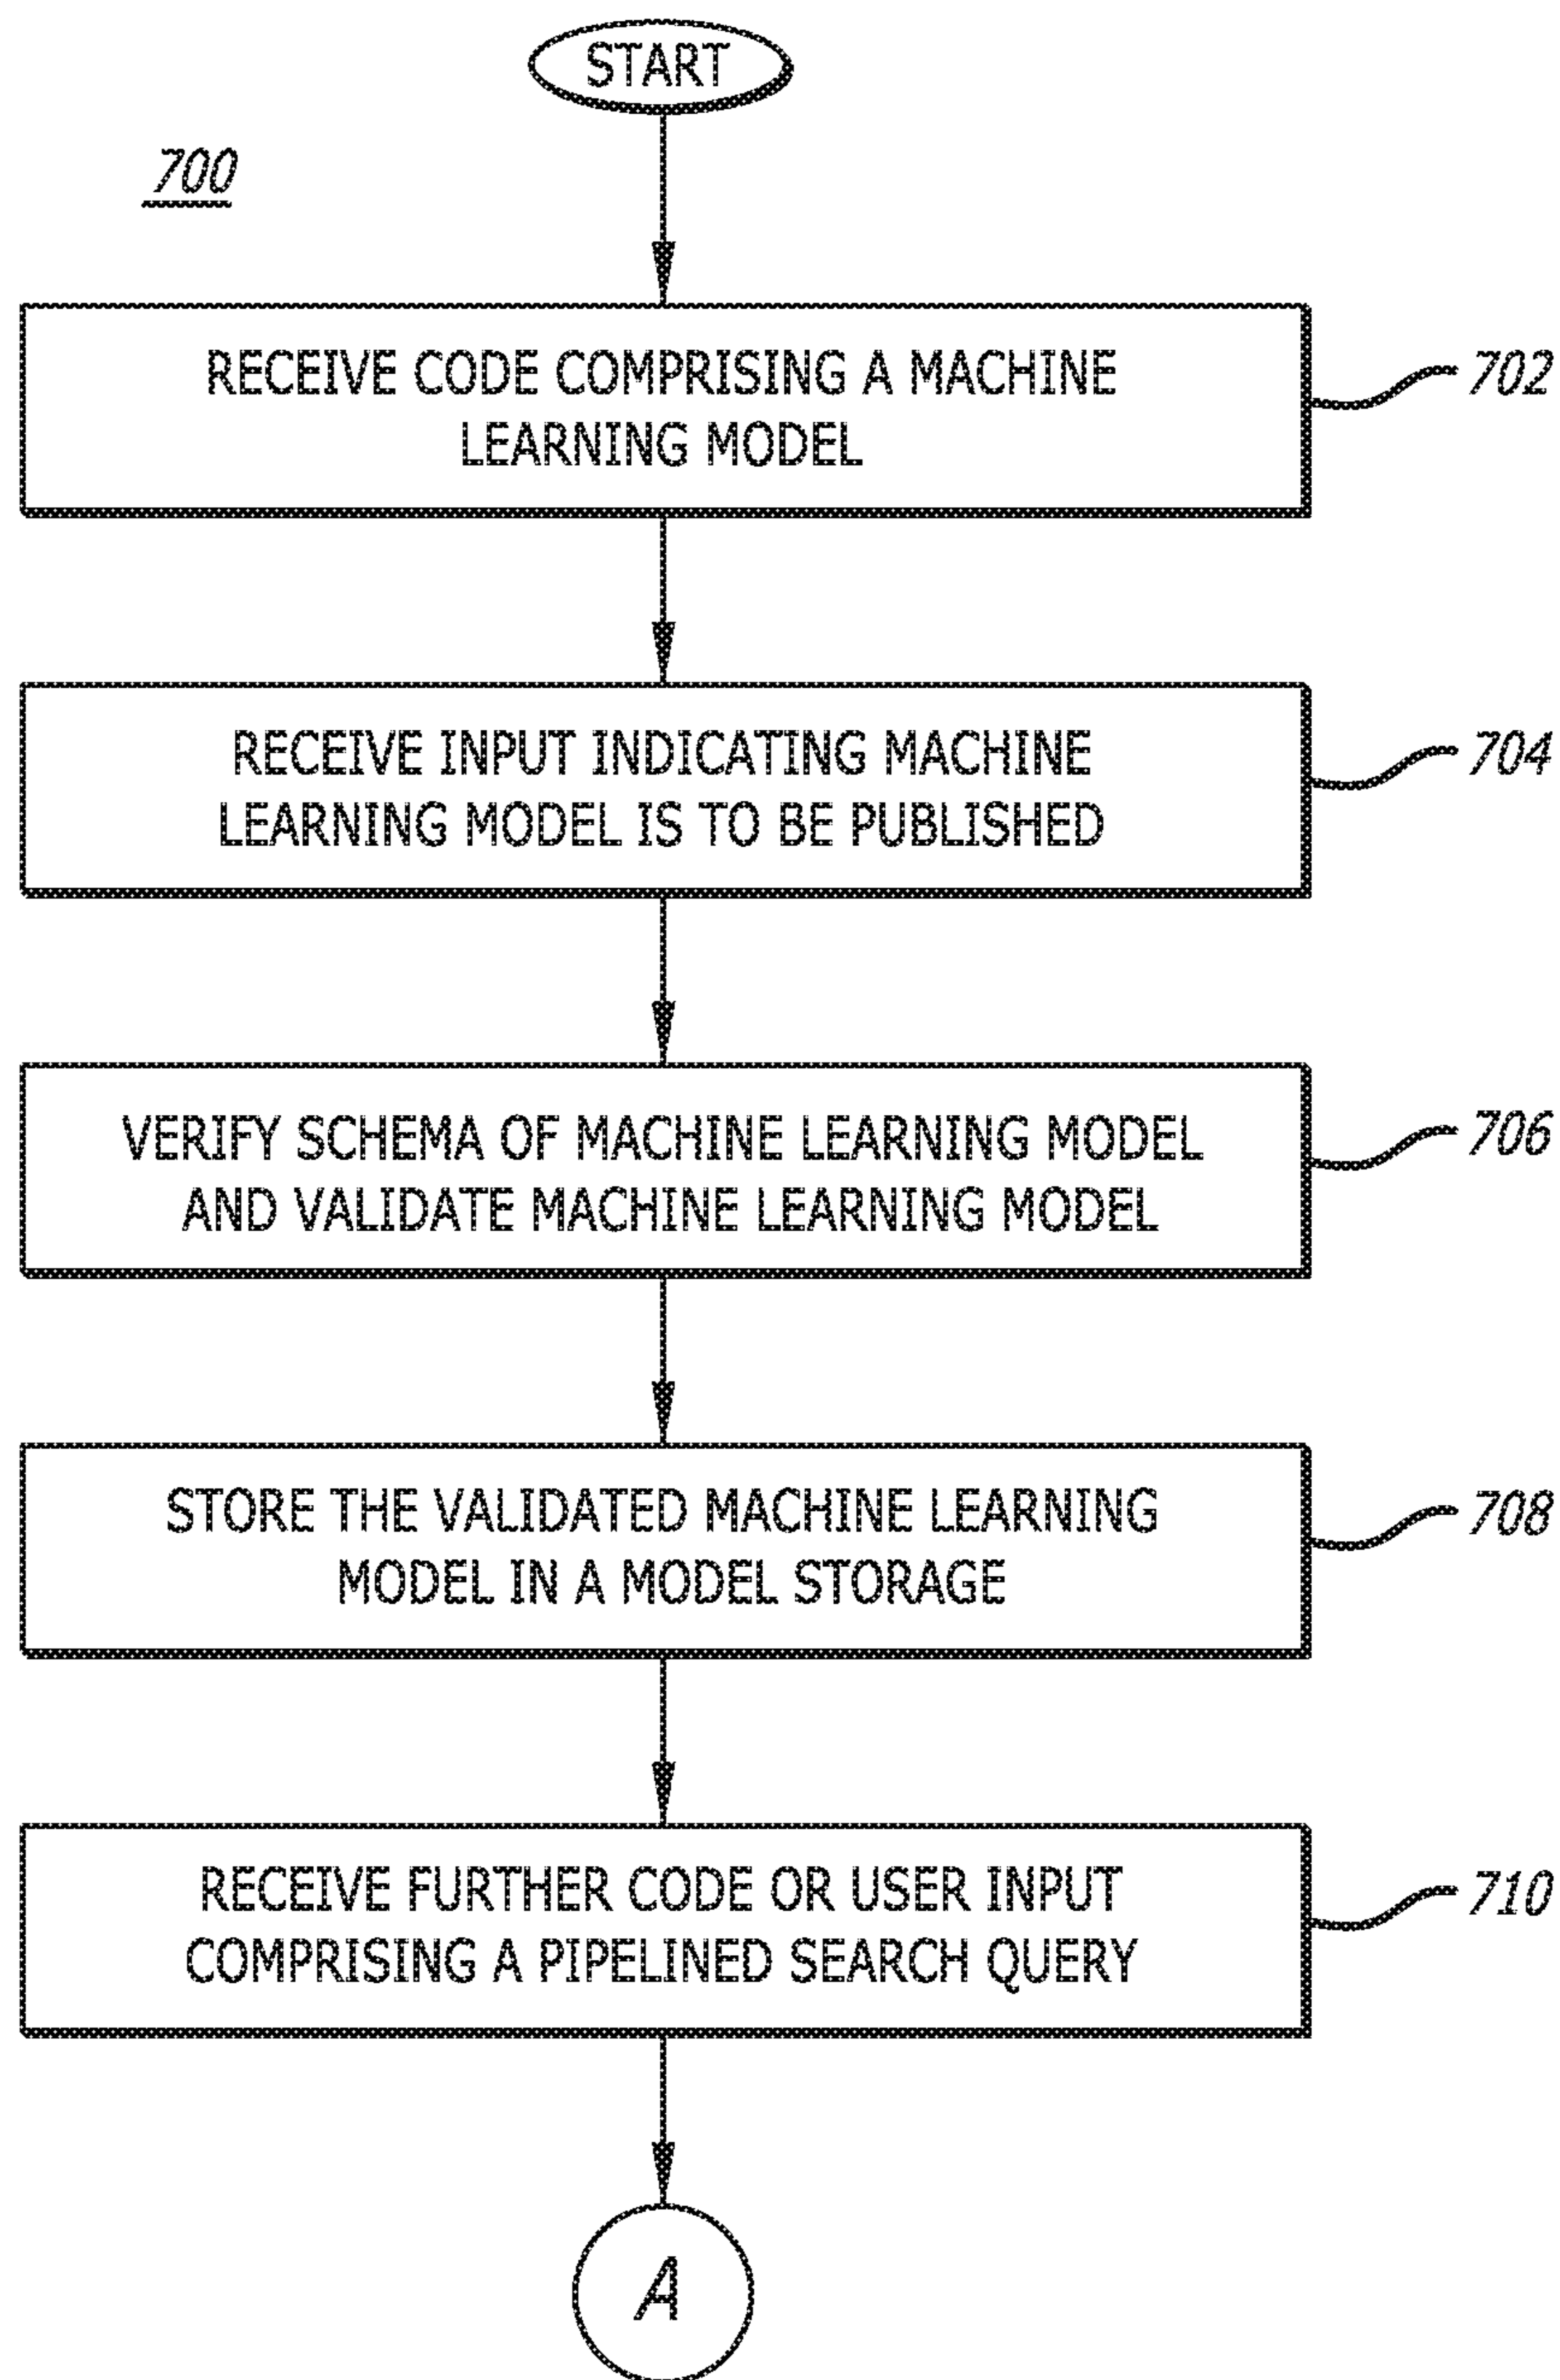 START
700
RECEIVE CODE COMPRISING A MACHINE
LEARNING MODEL
702
RECEIVE INPUT INDICATING MACHINE
LEARNING MODEL IS TO BE PUBLISHED
704
VERIFY SCHEMA OF MACHINE LEARNING MODEL
AND VALIDATE MACHINE LEARNING MODEL
706
STORE THE VALIDATED MACHINE LEARNING
MODEL IN A MODEL STORAGE
708
RECEIVE FURTHER CODE OR USER INPUT
COMPRISING A PIPELINED SEARCH QUERY
710
A